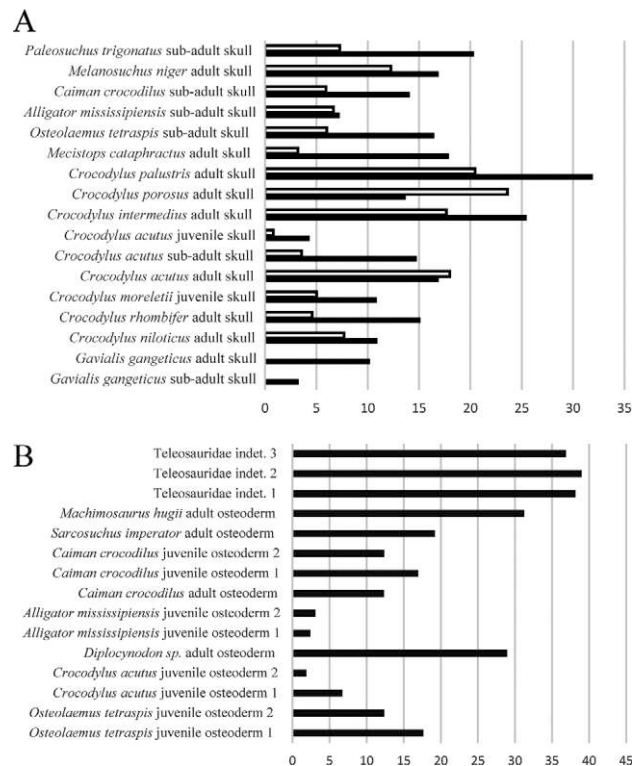 A
Paleosuchus trigonatus sub-adult skull
Melanosuchus niger adult skull
Caiman crocodilus sub-adult skull
Alligator mississipiensis sub-adult skull
Osteolaemus tetraspis sub-adult skull
Mecistops cataphractus adult skull
Crocodylus palustris adult skull
Crocodylus porosus adult skull
Crocodylus intermedius adult skull
Crocodylus acutus juvenile skull
Crocodylus acutus sub-adult skull
Crocodylus acutus adult skull
Crocodylus moreletii juvenile skull
Crocodylus rhombifer adult skull
Crocodylus niloticus adult skull
Gavialis gangeticus adult skull
Gavialis gangeticus sub-adult skull
0 5 10 15 20 25 30 35
B
Teleosauridae indet. 3
Teleosauridae indet. 2
Teleosauridae indet. 1
Machimosaurus hugii adult osteoderm
Sarcosuchus imperator adult osteoderm
Caiman crocodilus juvenile osteoderm 2
Caiman crocodilus juvenile osteoderm 1
Caiman crocodilus adult osteoderm
Alligator mississipiensis juvenile osteoderm 2
Alligator mississipiensis juvenile osteoderm 1
Diplocynodon sp. adult osteoderm
Crocodylus acutus juvenile osteoderm 2
Crocodylus acutus juvenile osteoderm 1
Osteolaemus tetraspis juvenile osteoderm 2
Osteolaemus tetraspis juvenile osteoderm 1
0 5 10 15 20 25 30 35 40 45